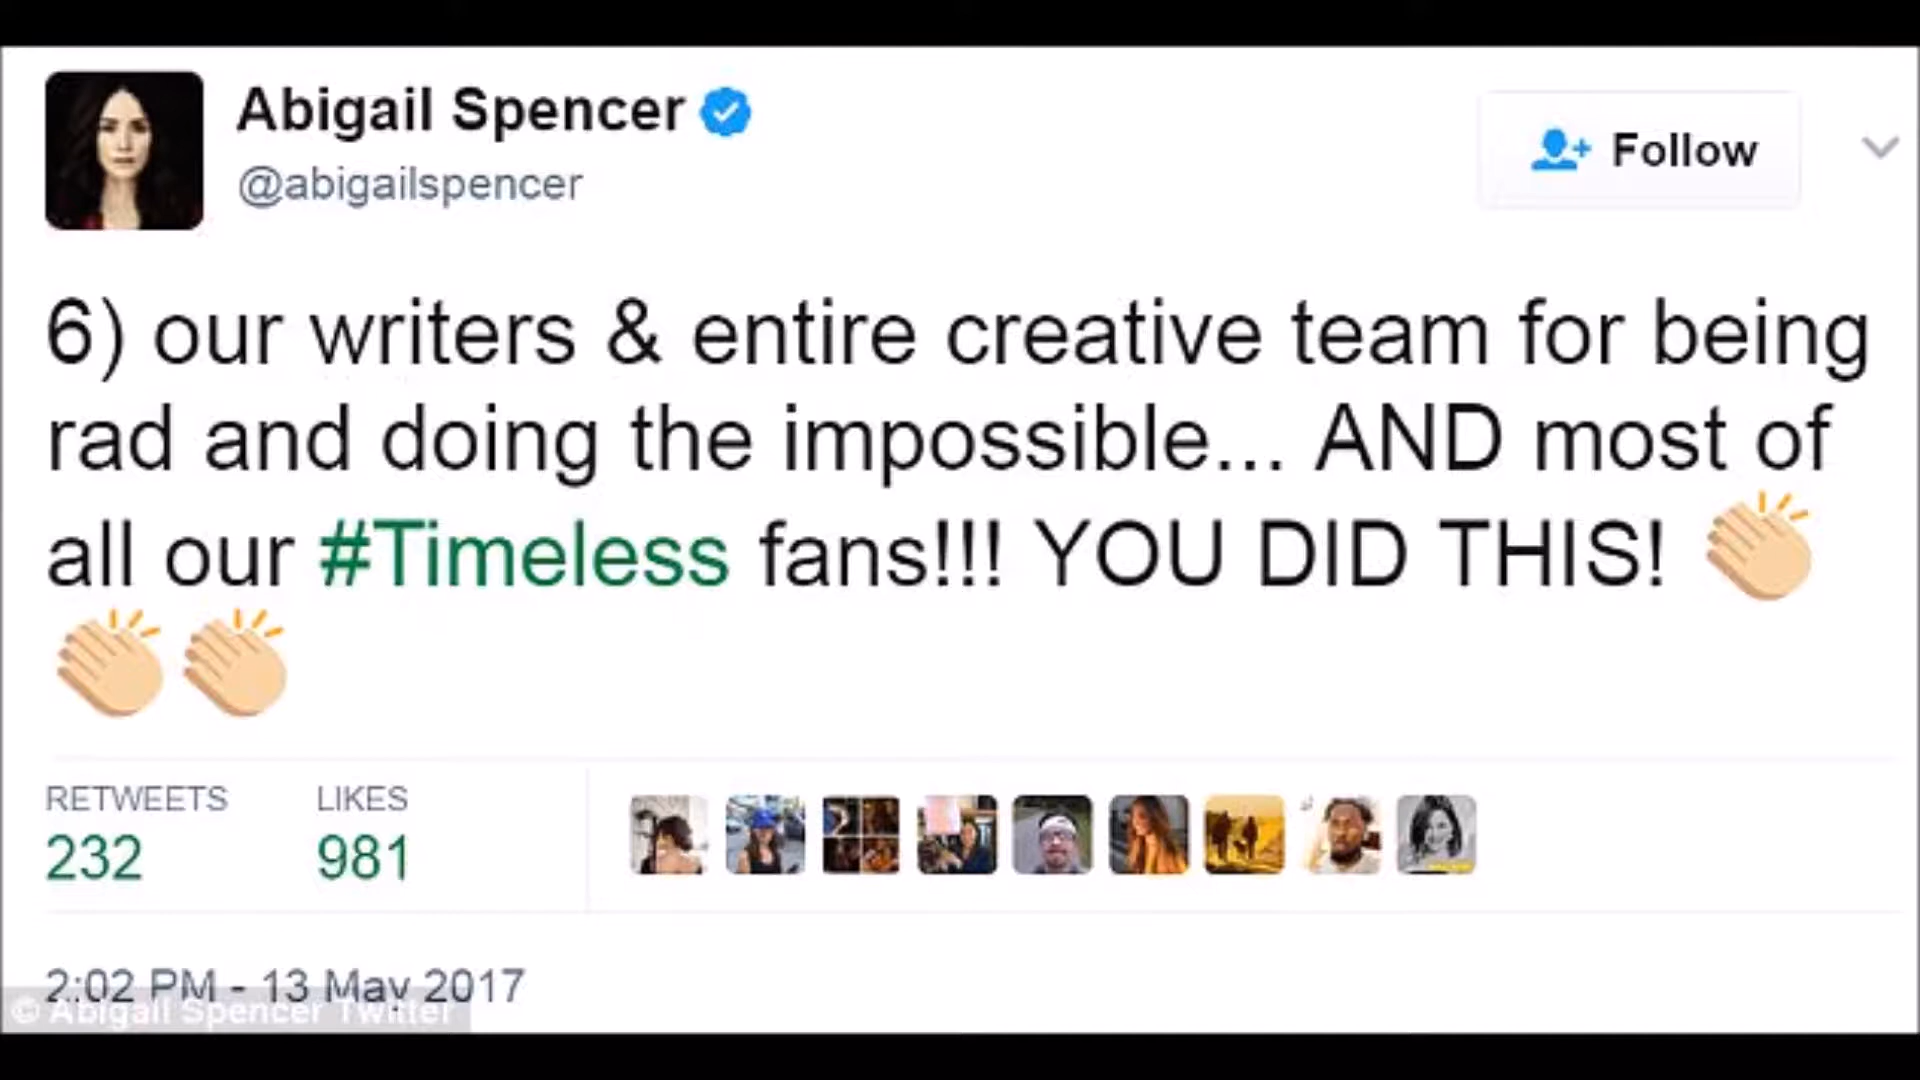 Abigail Spencer
@abigailspencer
Follow
6) our writers & entire creative team for being
rad and doing the impossible... AND most of
all our #Timeless fans!!! YOU DID THIS! 👏🏼
👏🏼👏🏼
RETWEETS
232
LIKES
981
2:02 PM - 13 May 2017
© Abigail Spencer Twitter